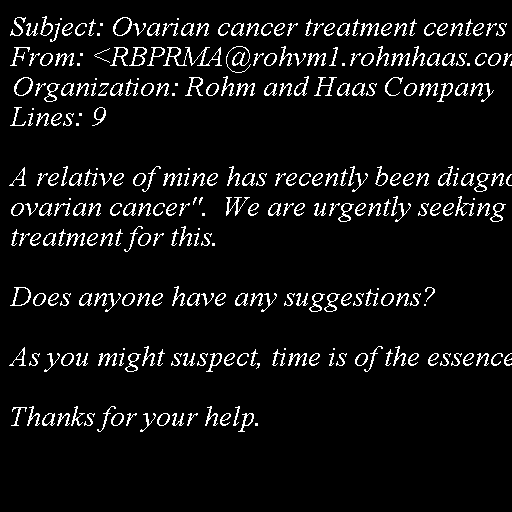 Subject: Ovarian cancer treatment centers
From: <RBPRMA@rohvm1.rohmhaas.com
Organization: Rohm and Haas Company
Lines: 9

A relative of mine has recently been diagno
ovarian cancer".  We are urgently seeking
treatment for this.

Does anyone have any suggestions?

As you might suspect, time is of the essence

Thanks for your help.